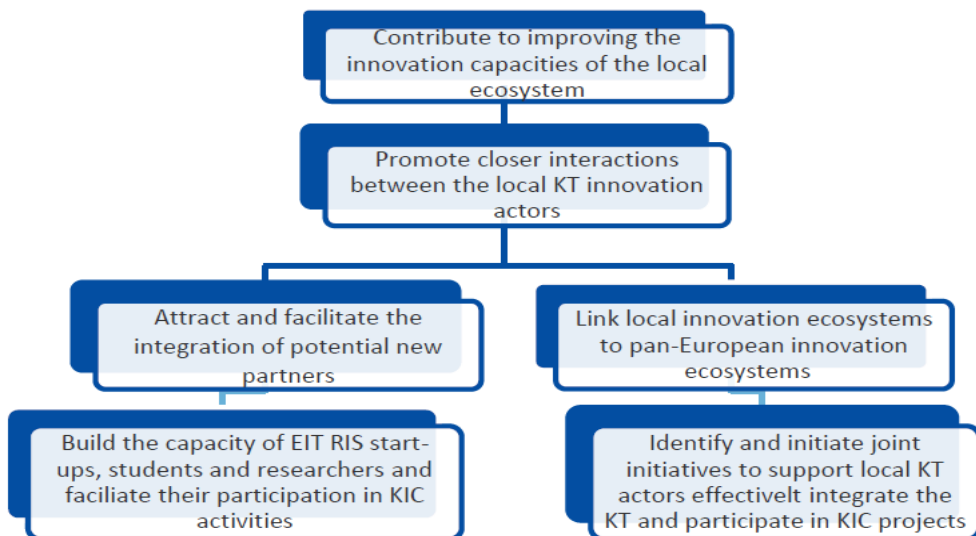 Contribute to improving the
innovation capacities of the local
ecosystem
Promote closer interactions
between the local KT innovation
actors
Attract and facilitate the
integration of potential new
partners
Link local innovation ecosystems
to pan-European innovation
ecosystems
Build the capacity of EIT RIS start-
ups, students and researchers and
faciliate their participation in KIC
activities
Identify and initiate joint
initiatives to support local KT
actors effectivelt integrate the
KT and participate in KIC projects